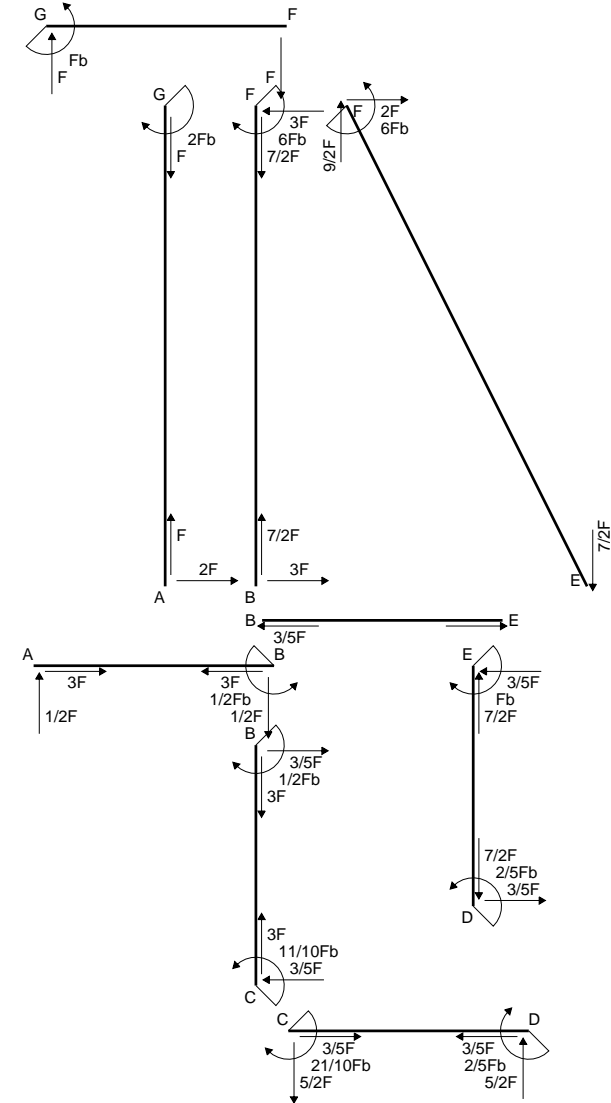 G F
Fb
F
F
G
2Fb
F
F
2F
A
F
3F
6Fb
7/2F
7/2F
3F
B
F
2F
6Fb
9/2F
7/2F
E
B E
3/5F
A B
3F 3F
1/2Fb
1/2F 1/2F
B
3/5F
1/2Fb
3F
3F
11/10Fb
3/5F
C
E
3/5F
Fb
7/2F
7/2F
2/5Fb
3/5F
D
C D
3/5F 3/5F
21/10Fb 2/5Fb
5/2F 5/2F